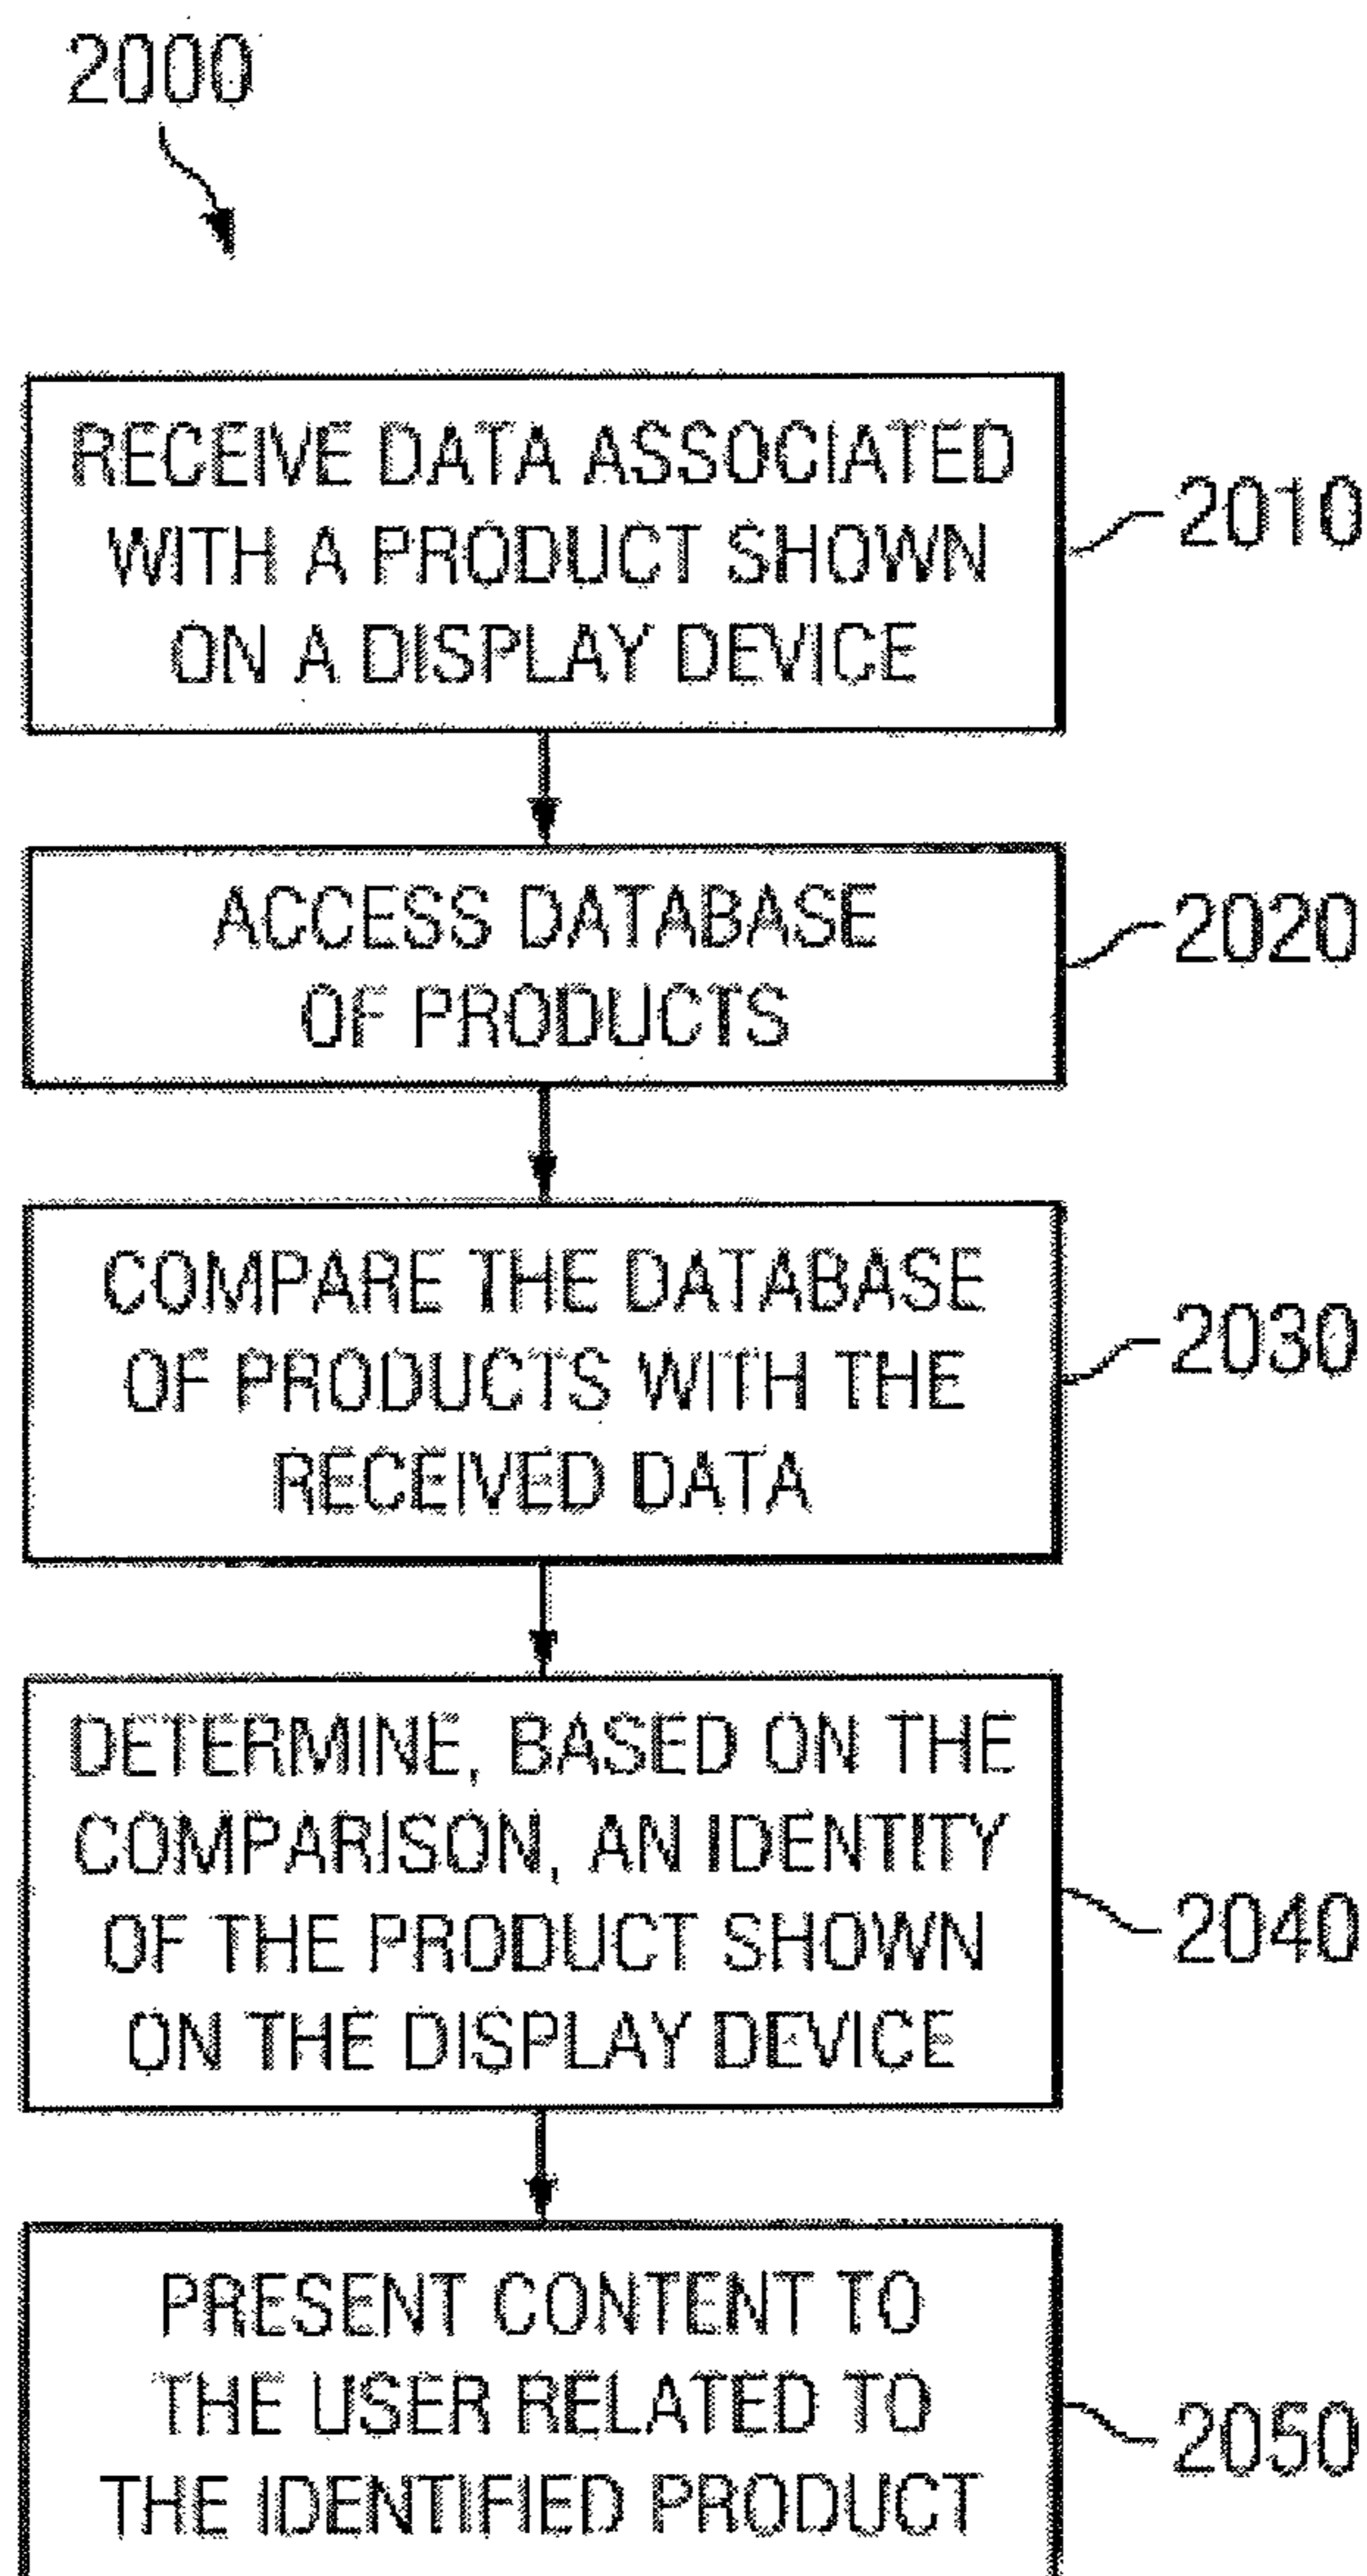 2000
RECEIVE DATA ASSOCIATED
WITH A PRODUCT SHOWN
ON A DISPLAY DEVICE
2010
ACCESS DATABASE
OF PRODUCTS
2020
COMPARE THE DATABASE
OF PRODUCTS WITH THE
RECEIVED DATA
2030
DETERMINE, BASED ON THE
COMPARISON, AN IDENTITY
OF THE PRODUCT SHOWN
ON THE DISPLAY DEVICE
2040
PRESENT CONTENT TO
THE USER RELATED TO
THE IDENTIFIED PRODUCT
2050